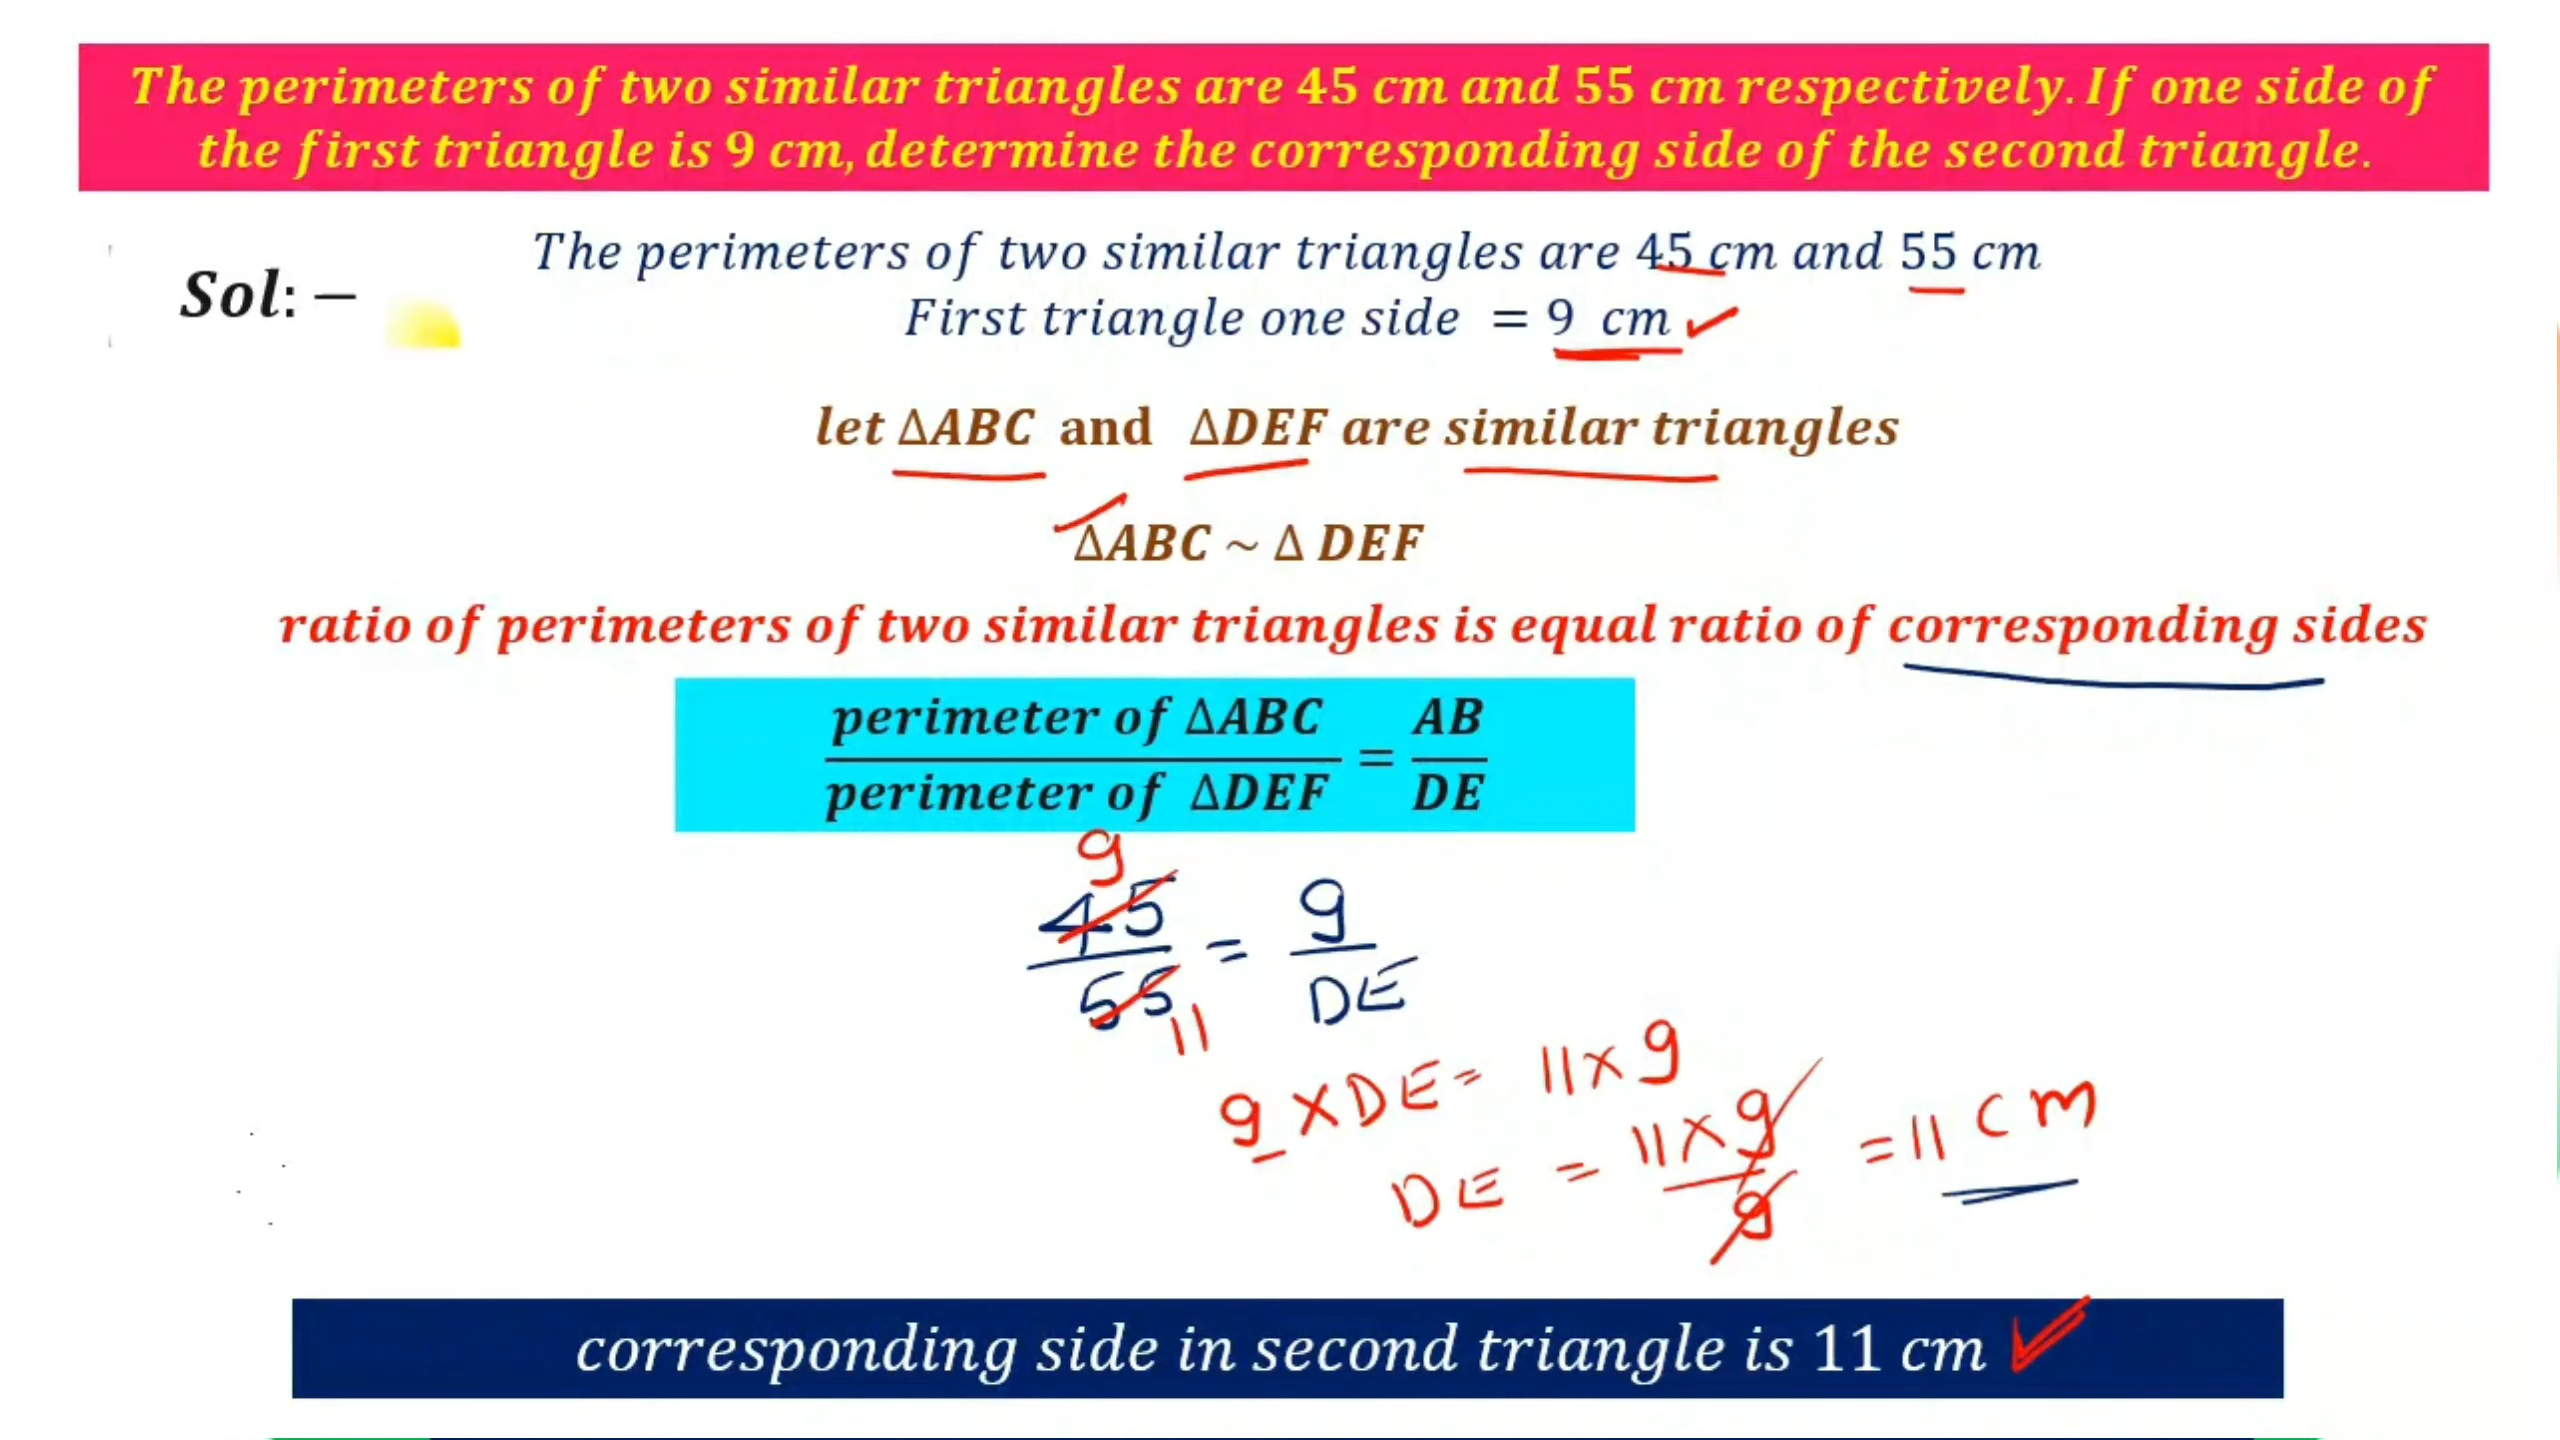 The perimeters of two similar triangles are 45 cm and 55 cm respectively. If one side of
the first triangle is 9 cm, determine the corresponding side of the second triangle.
Sol: −
The perimeters of two similar triangles are 45 cm and 55 cm
First triangle one side = 9 cm
let ∆ABC and ∆DEF are similar triangles
∆ABC ~ ∆ DEF
ratio of perimeters of two similar triangles is equal ratio of corresponding sides
perimeter of ∆ABC / perimeter of ∆DEF = AB / DE
9
45 / 55 = 9 / DE
11
9 × DE = 11 × 9
DE = 11 × 9 / 9 = 11 cm
corresponding side in second triangle is 11 cm